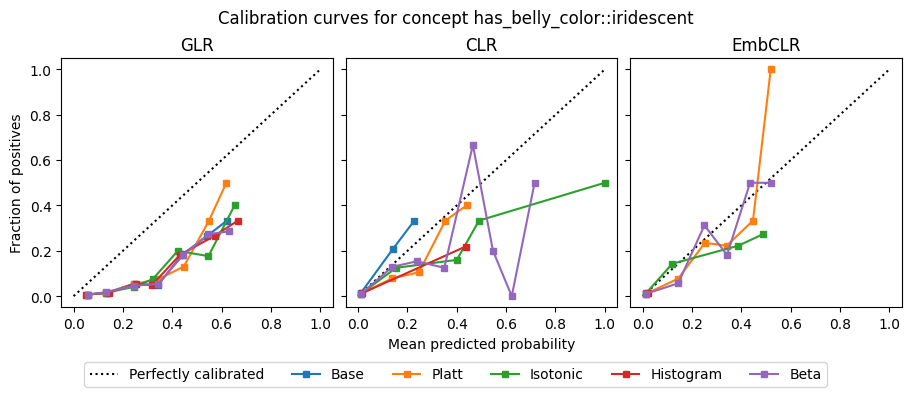 Calibration curves for concept has_belly_color::iridescent
GLR
CLR
EmbCLR
Fraction of positives
1.0
0.8
0.6
0.4
0.2
0.0
0.0 0.2 0.4 0.6 0.8 1.0
0.0 0.2 0.4 0.6 0.8 1.0
0.0 0.2 0.4 0.6 0.8 1.0
Mean predicted probability
Perfectly calibrated Base Platt Isotonic Histogram Beta